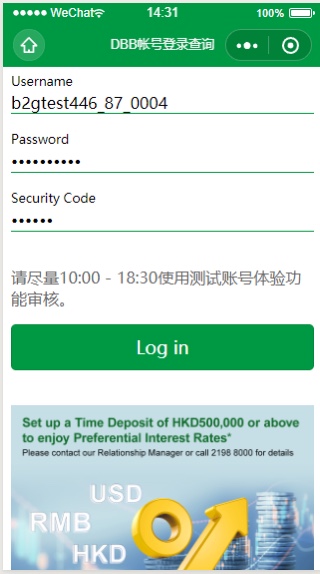 WeChat 14:31 100%
DBB帐号登录查询
Username
b2gtest446_87_0004
Password
••••••••••
Security Code
••••••
请尽量10:00 - 18:30使用测试账号体验功
能审核。
Log in
Set up a Time Deposit of HKD500,000 or above
to enjoy Preferential Interest Rates*
Please contact our Relationship Manager or call 2198 8000 for details
USD
RMB
HKD